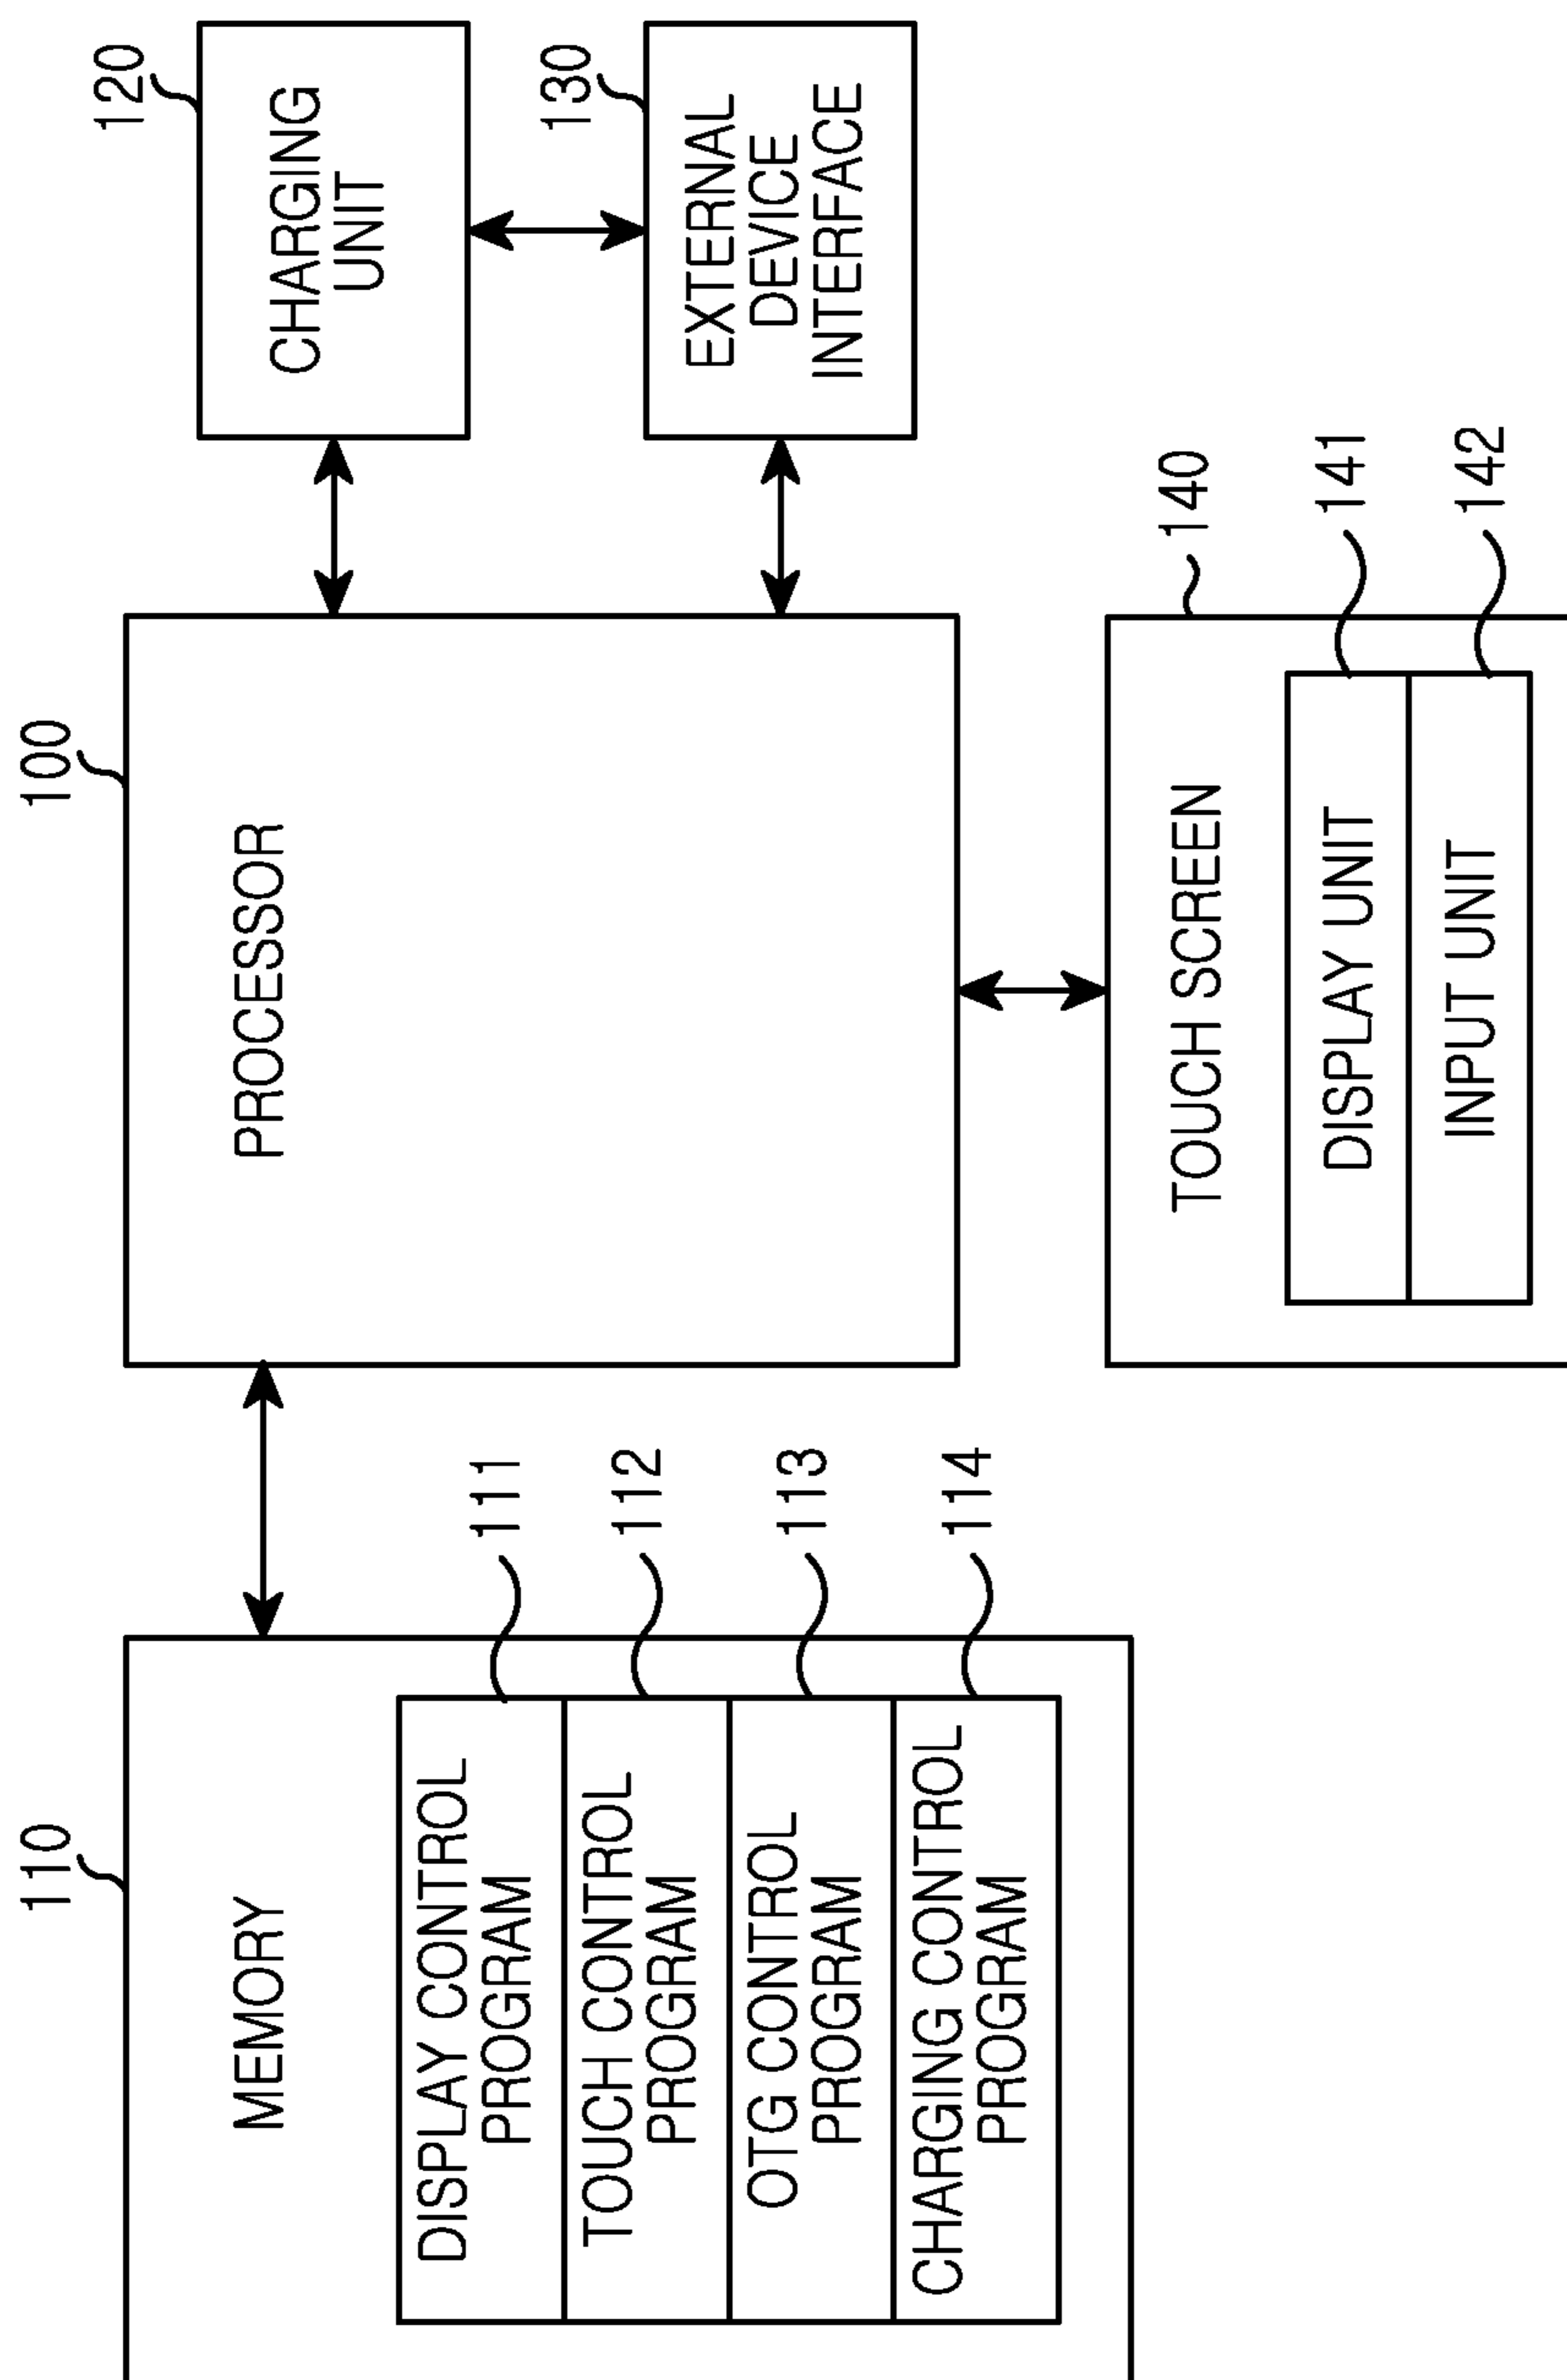 110
MEMORY
DISPLAY CONTROL
PROGRAM
111
TOUCH CONTROL
PROGRAM
112
OTG CONTROL
PROGRAM
113
CHARGING CONTROL
PROGRAM
114
100
PROCESSOR
120
CHARGING
UNIT
130
EXTERNAL
DEVICE
INTERFACE
140
TOUCH SCREEN
DISPLAY UNIT
141
INPUT UNIT
142